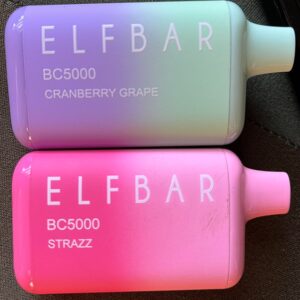 ELFBAR
BC5000
CRANBERRY GRAPE
ELFBAR
BC5000
STRAZZ